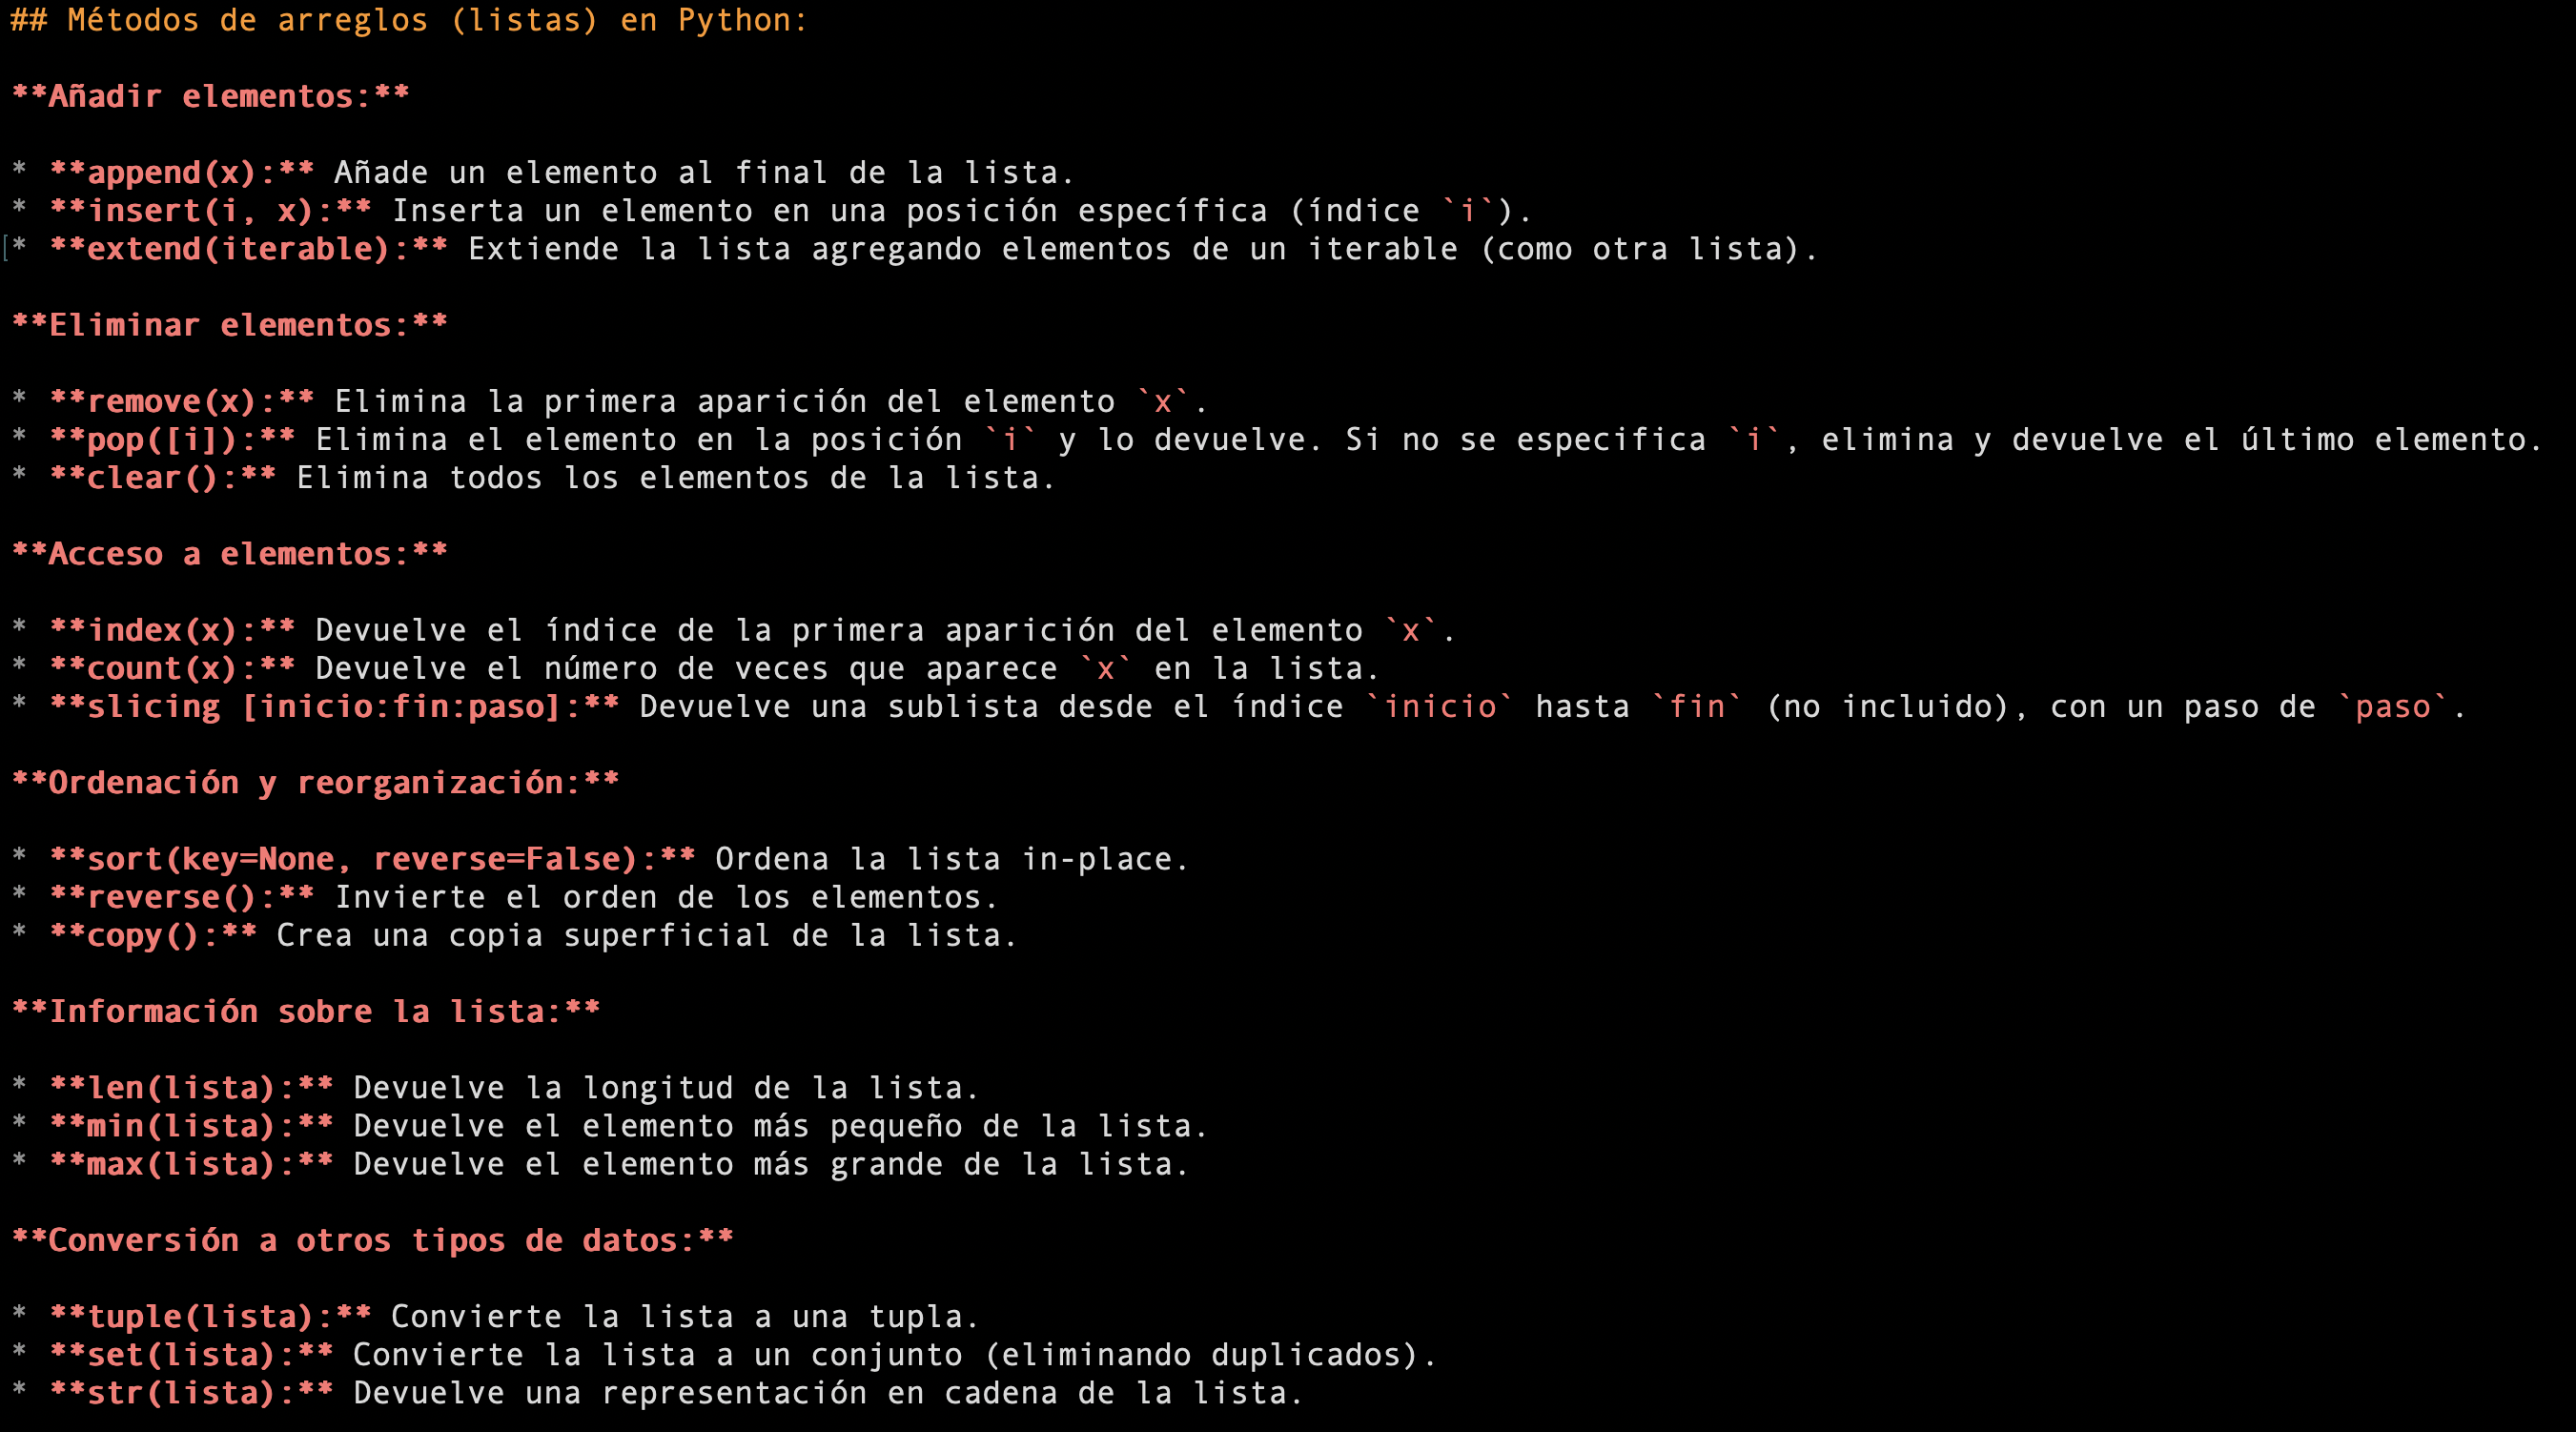 ## Métodos de arreglos (listas) en Python:
**Añadir elementos:**
* **append(x):** Añade un elemento al final de la lista.
* **insert(i, x):** Inserta un elemento en una posición específica (índice `i`).
* **extend(iterable):** Extiende la lista agregando elementos de un iterable (como otra lista).
**Eliminar elementos:**
* **remove(x):** Elimina la primera aparición del elemento `x`.
* **pop([i]):** Elimina el elemento en la posición `i` y lo devuelve. Si no se especifica `i`, elimina y devuelve el último elemento.
* **clear():** Elimina todos los elementos de la lista.
**Acceso a elementos:**
* **index(x):** Devuelve el índice de la primera aparición del elemento `x`.
* **count(x):** Devuelve el número de veces que aparece `x` en la lista.
* **slicing [inicio:fin:paso]:** Devuelve una sublista desde el índice `inicio` hasta `fin` (no incluido), con un paso de `paso`.
**Ordenación y reorganización:**
* **sort(key=None, reverse=False):** Ordena la lista in-place.
* **reverse():** Invierte el orden de los elementos.
* **copy():** Crea una copia superficial de la lista.
**Información sobre la lista:**
* **len(lista):** Devuelve la longitud de la lista.
* **min(lista):** Devuelve el elemento más pequeño de la lista.
* **max(lista):** Devuelve el elemento más grande de la lista.
**Conversión a otros tipos de datos:**
* **tuple(lista):** Convierte la lista a una tupla.
* **set(lista):** Convierte la lista a un conjunto (eliminando duplicados).
* **str(lista):** Devuelve una representación en cadena de la lista.